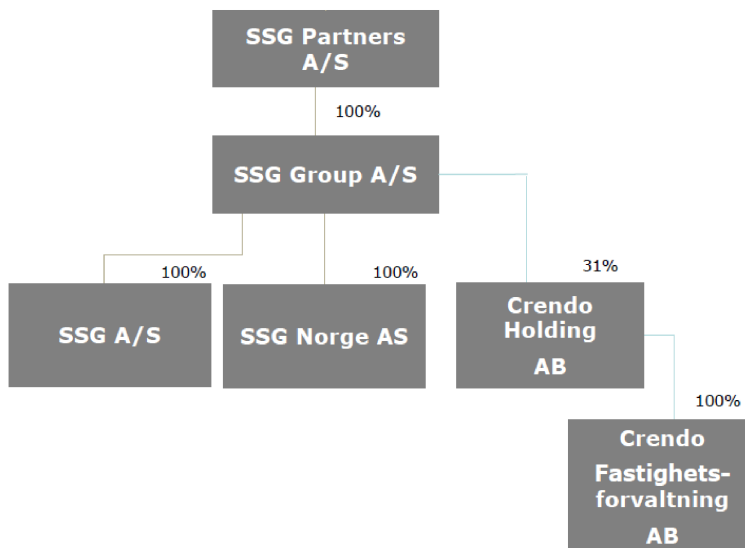 SSG Partners
A/S
100%
SSG Group A/S
100%
100%
31%
SSG A/S
SSG Norge AS
Crendo
Holding
AB
100%
Crendo
Fastighets-
forvaltning
AB